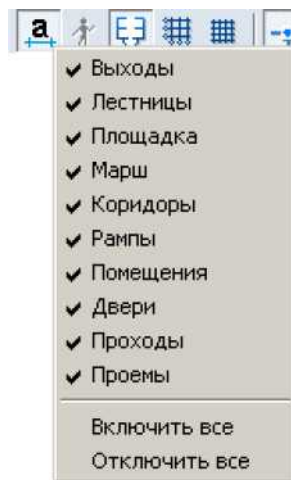 a
Выходы
Лестницы
Площадка
Марш
Коридоры
Рампы
Помещения
Двери
Проходы
Проемы
Включить все
Отключить все